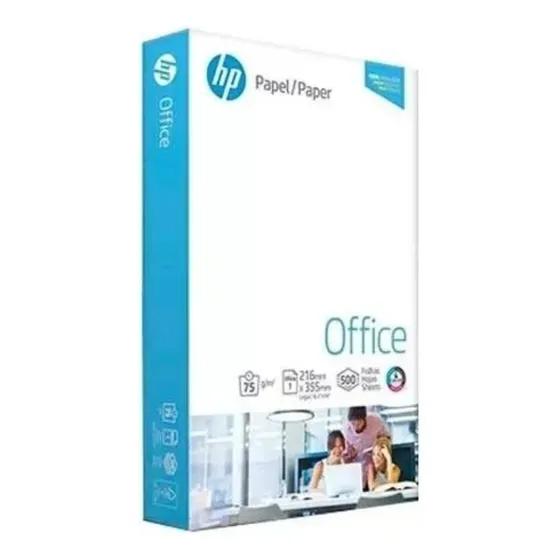 hp
Office
hp
Papel/Paper
Office
75
g/m²
216mm
x 355mm
500
Folhas
Hojas
Sheets